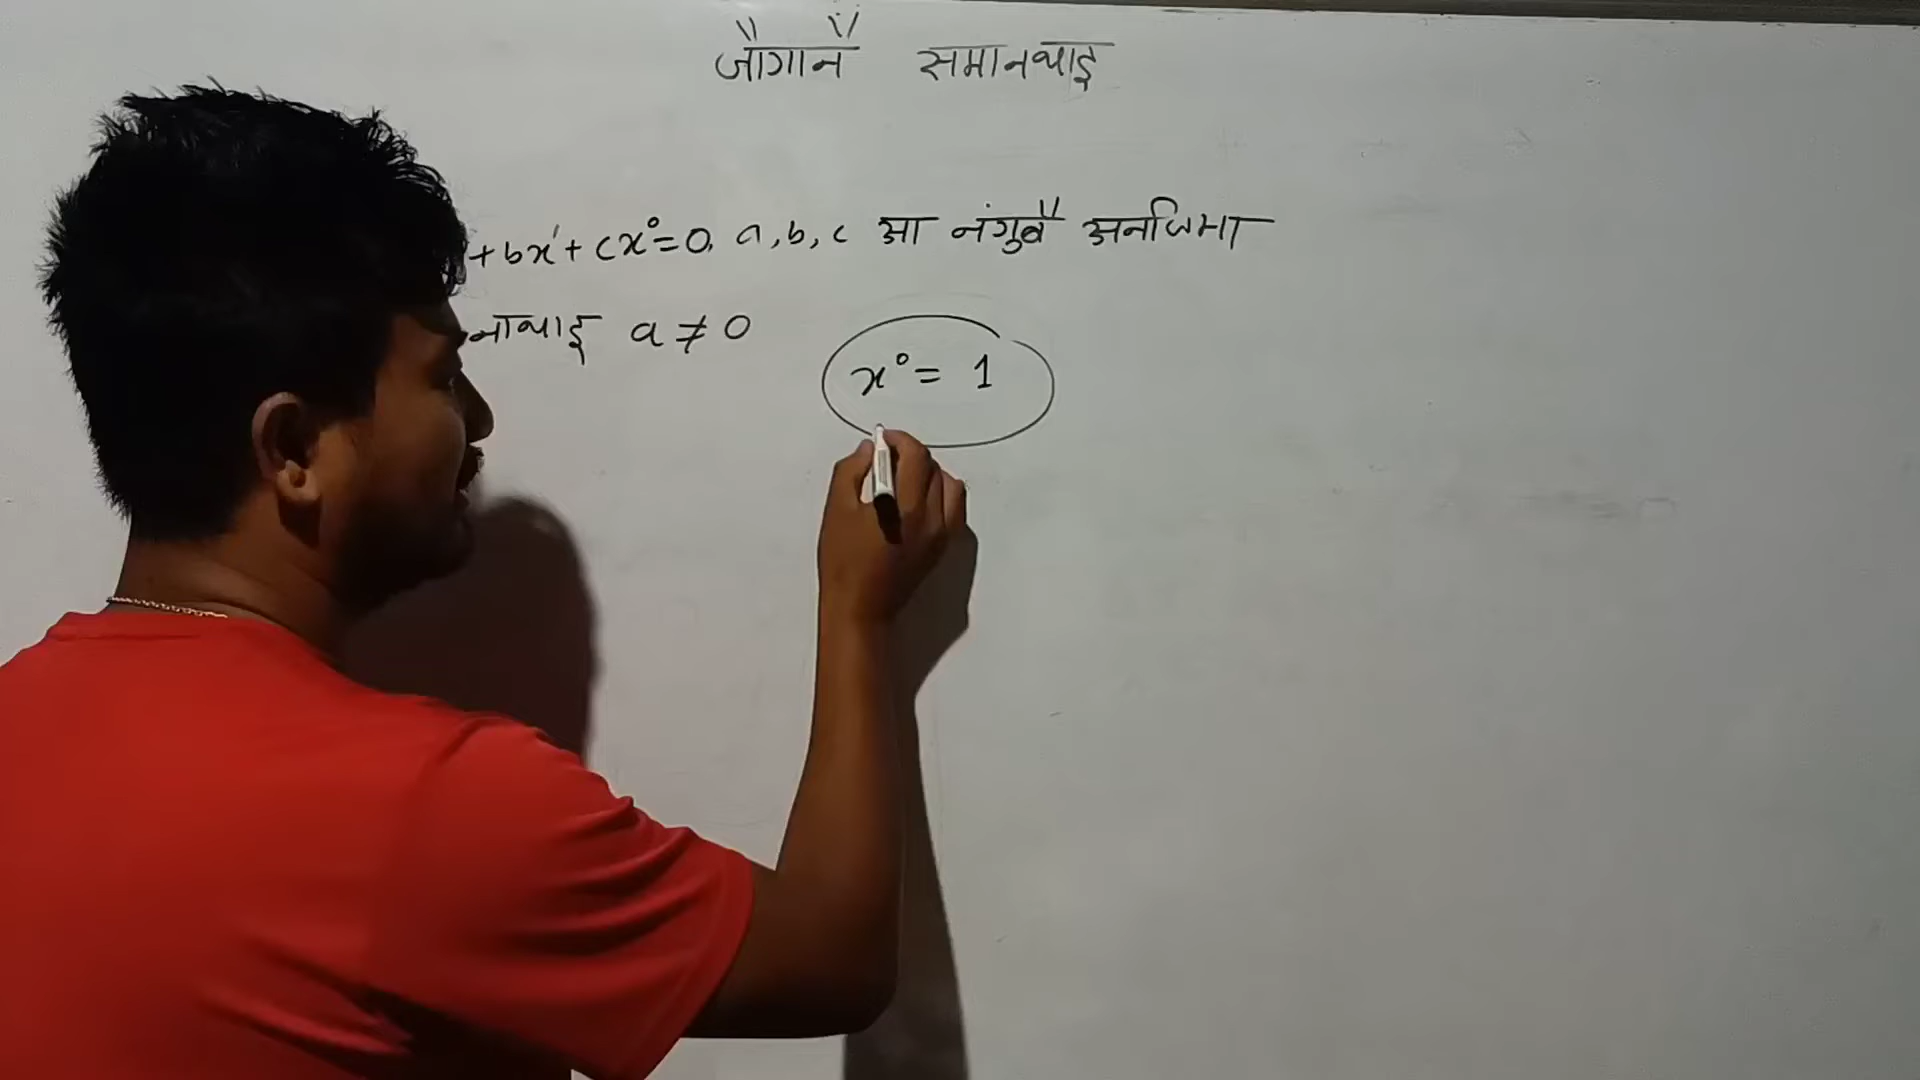 जौगानै समानथाइ
+bx¹+cx⁰=0, a,b,c आ नंगुबै अनजिमा
नाथाइ a ≠ 0
x⁰ = 1